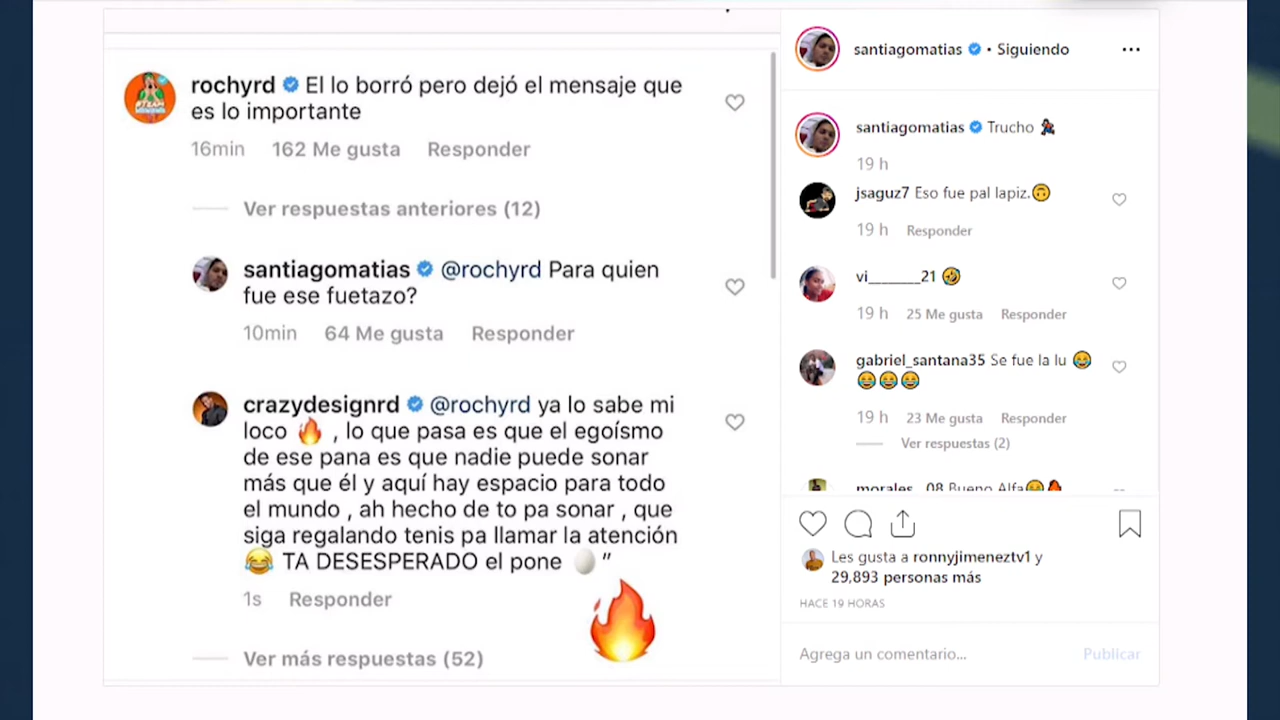 rochyrd El lo borró pero dejó el mensaje que
es lo importante
16min 162 Me gusta Responder
Ver respuestas anteriores (12)
santiagomatias @rochyrd Para quien
fue ese fuetazo?
10min 64 Me gusta Responder
crazydesignrd @rochyrd ya lo sabe mi
loco 🔥 , lo que pasa es que el egoísmo
de ese pana es que nadie puede sonar
más que él y aquí hay espacio para todo
el mundo , ah hecho de to pa sonar , que
siga regalando tenis pa llamar la atención
😂 TA DESESPERADO el pone 🥚 ”
1s Responder
Ver más respuestas (52)
santiagomatias • Siguiendo
santiagomatias Trucho
19 h
jsaguz7 Eso fue pal lapiz.🙃
19 h Responder
vi________21 🤣
19 h 25 Me gusta Responder
gabriel_santana35 Se fue la lu 😂
😂😂😂
19 h 23 Me gusta Responder
Ver respuestas (2)
morales_08 Bueno Alfa😂🔥
Les gusta a ronnyjimeneztv1 y
29,893 personas más
HACE 19 HORAS
Agrega un comentario...
Publicar